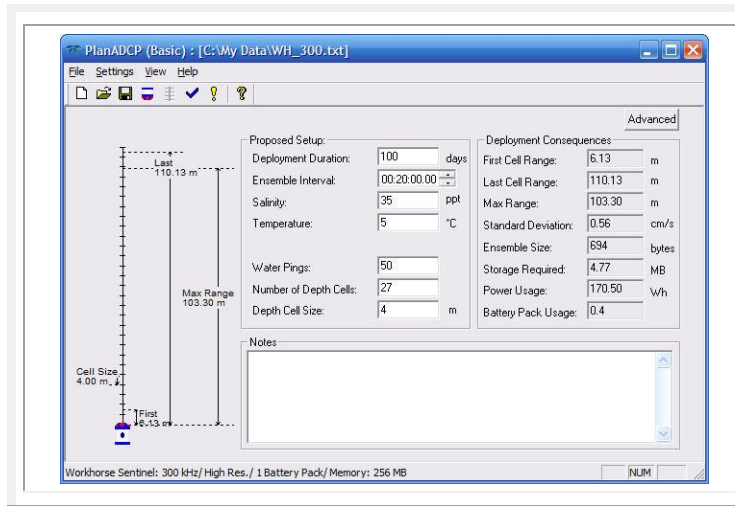 PlanADCP (Basic) : [C:\My Data\WH_300.txt]
File Settings View Help
Advanced
Proposed Setup:
Deployment Duration: 100 days
Ensemble Interval: 00:20:00.00
Salinity: 35 ppt
Temperature: 5 °C
Water Pings: 50
Number of Depth Cells: 27
Depth Cell Size: 4 m
Deployment Consequences
First Cell Range: 6.13 m
Last Cell Range: 110.13 m
Max Range: 103.30 m
Standard Deviation: 0.56 cm/s
Ensemble Size: 694 bytes
Storage Required: 4.77 MB
Power Usage: 170.50 Wh
Battery Pack Usage: 0.4
Last
110.13 m
Max Range
103.30 m
Cell Size
4.00 m
First
6.13 m
Notes
Workhorse Sentinel: 300 kHz/ High Res./ 1 Battery Pack/ Memory: 256 MB
NUM